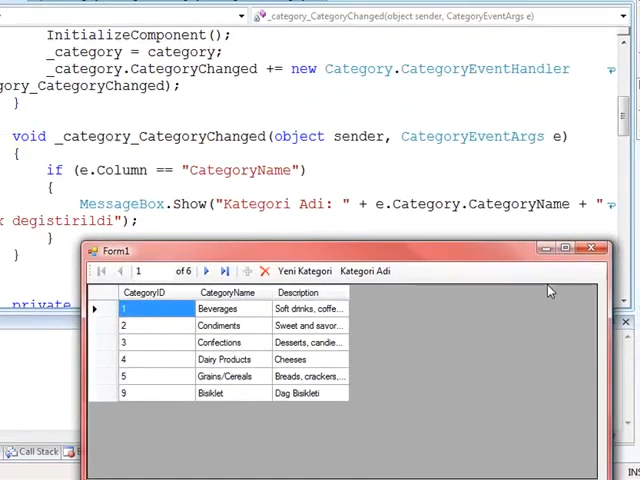 _category_CategoryChanged(object sender, CategoryEventArgs e)
InitializeComponent();
_category = category;
_category.CategoryChanged += new Category.CategoryEventHandler
gory_CategoryChanged);
}
void _category_CategoryChanged(object sender, CategoryEventArgs e)
{
if (e.Column == "CategoryName")
{
MessageBox.Show("Kategori Adi: " + e.Category.CategoryName + "
k degistirildi");
}
}
private
Form1
1 of 6 Yeni Kategori Kategori Adi
CategoryID CategoryName Description
1 Beverages Soft drinks, coffe...
2 Condiments Sweet and savor...
3 Confections Desserts, candie...
4 Dairy Products Cheeses
5 Grains/Cereals Breads, crackers,...
9 Bisiklet Dag Bisikleti
Call Stack
INS